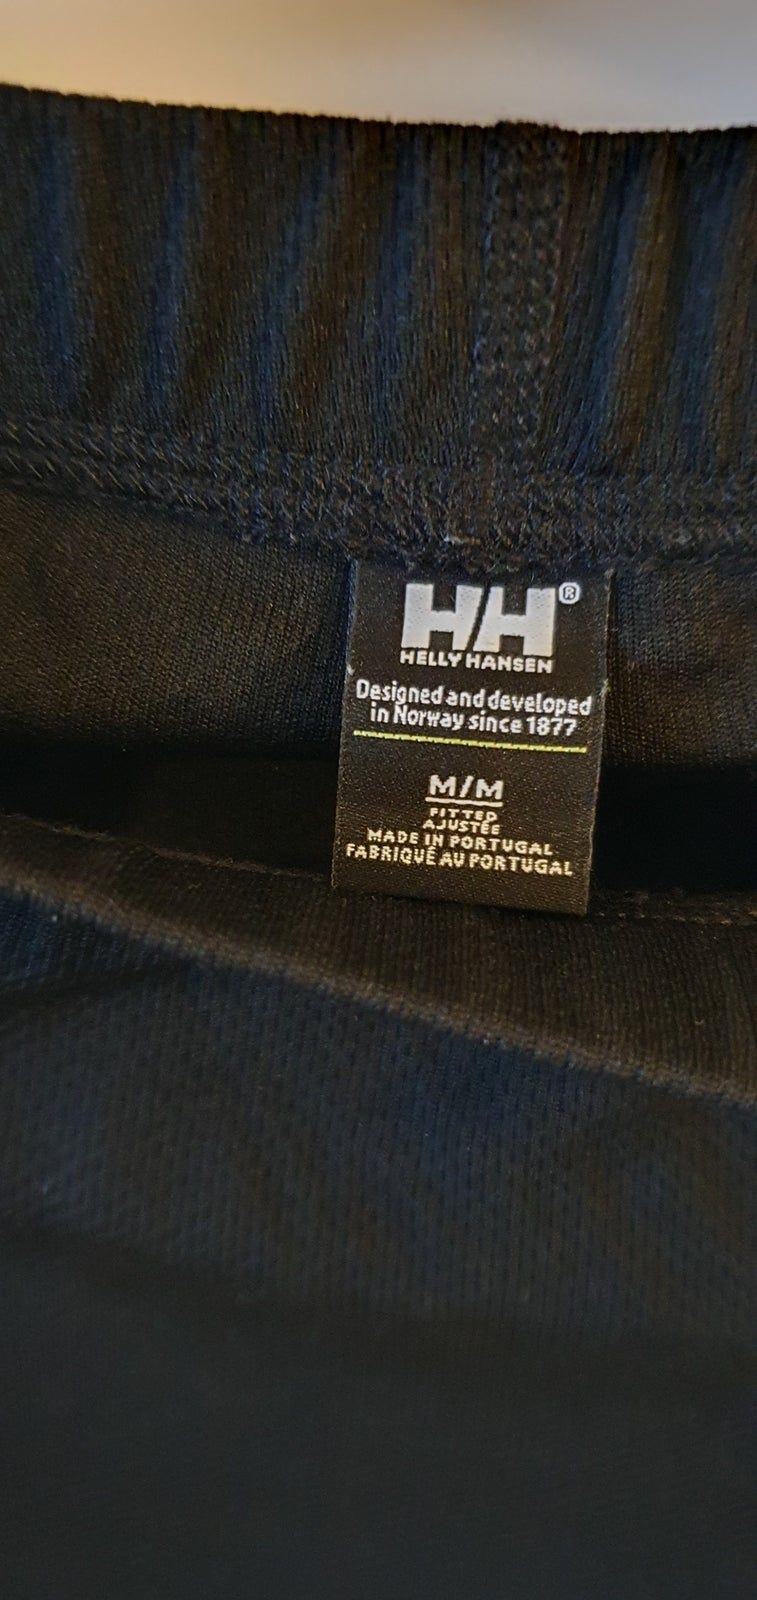 HH®
HELLY HANSEN
Designed and developed
in Norway since 1877
M/M
FITTED
AJUSTÉE
MADE IN PORTUGAL
FABRIQUÉ AU PORTUGAL